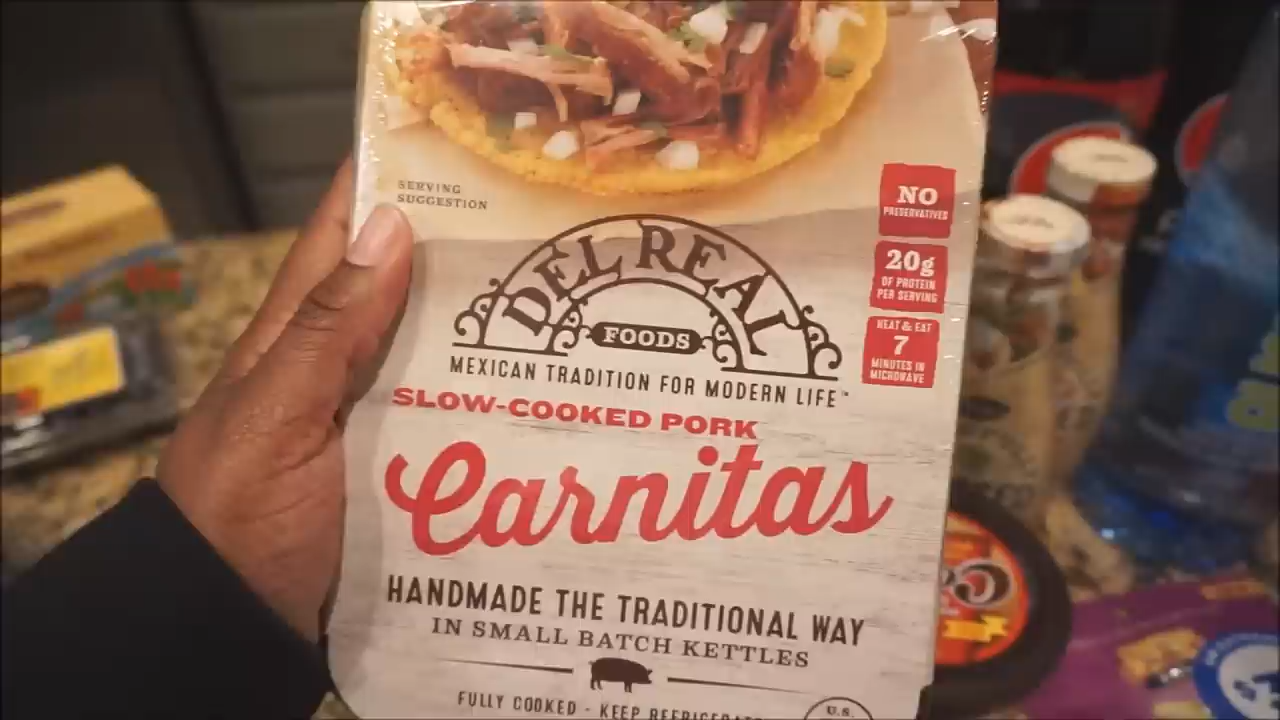 SERVING
SUGGESTION
NO
PRESERVATIVES
20g
OF PROTEIN
PER SERVING
HEAT & EAT
7
MINUTES IN
MICROWAVE
DEL REAL
FOODS
MEXICAN TRADITION FOR MODERN LIFE™
SLOW-COOKED PORK
Carnitas
HANDMADE THE TRADITIONAL WAY
IN SMALL BATCH KETTLES
FULLY COOKED - KEEP
U.S.